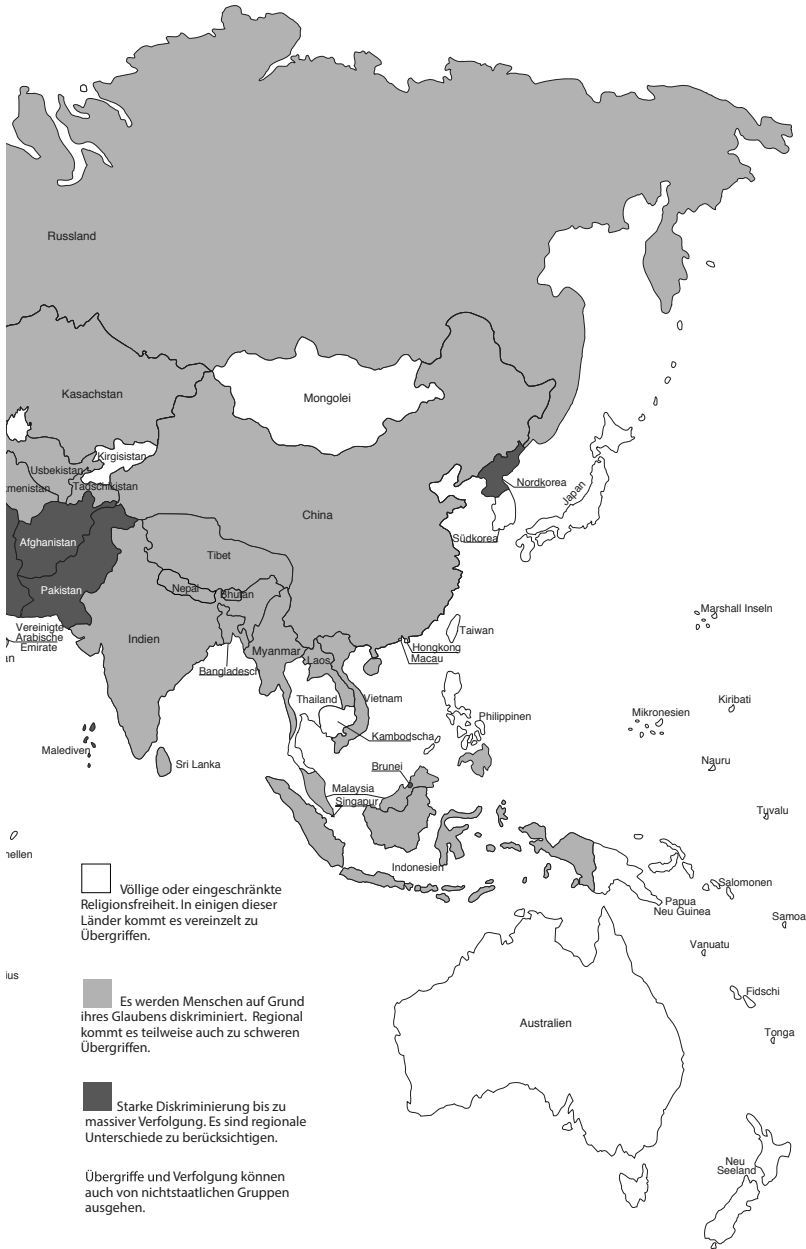 Russland
Kasachstan
Mongolei
Kirgisistan
Usbekistan
menistan
Tadschikistan
Nordkorea
Japan
China
Südkorea
Afghanistan
Tibet
Pakistan
Nepal
Bhutan
Vereinigte
Arabische
Emirate
an
Indien
Marshall Inseln
Taiwan
Hongkong
Macau
Myanmar
Laos
Bangladesch
Thailand
Vietnam
Kiribati
Mikronesien
Philippinen
Kambodscha
Malediven
Sri Lanka
Brunei
Nauru
Malaysia
Singapur
Tuvalu
hellen
Indonesien
Salomonen
Papua
Neu Guinea
Samoa
Vanuatu
ius
Fidschi
Australien
Tonga
Neu
Seeland
Völlige oder eingeschränkte
Religionsfreiheit. In einigen dieser
Länder kommt es vereinzelt zu
Übergriffen.
Es werden Menschen auf Grund
ihres Glaubens diskriminiert. Regional
kommt es teilweise auch zu schweren
Übergriffen.
Starke Diskriminierung bis zu
massiver Verfolgung. Es sind regionale
Unterschiede zu berücksichtigen.
Übergriffe und Verfolgung können
auch von nichtstaatlichen Gruppen
ausgehen.